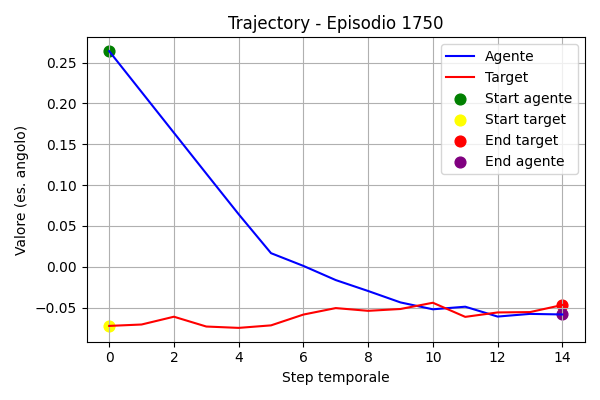 Trajectory - Episodio 1750
Agente
Target
Start agente
Start target
End target
End agente
Valore (es. angolo)
0.25
0.20
0.15
0.10
0.05
0.00
−0.05
0 2 4 6 8 10 12 14
Step temporale